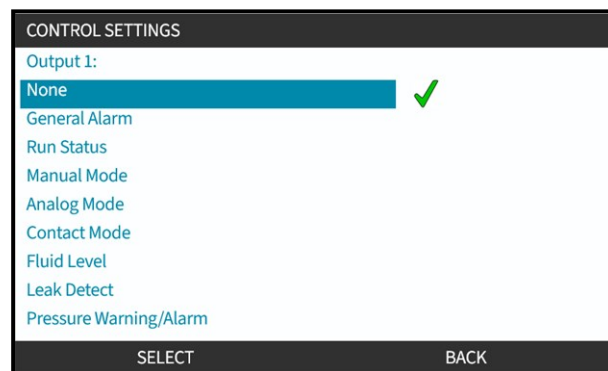 CONTROL SETTINGS
Output 1:
None
General Alarm
Run Status
Manual Mode
Analog Mode
Contact Mode
Fluid Level
Leak Detect
Pressure Warning/Alarm
SELECT BACK